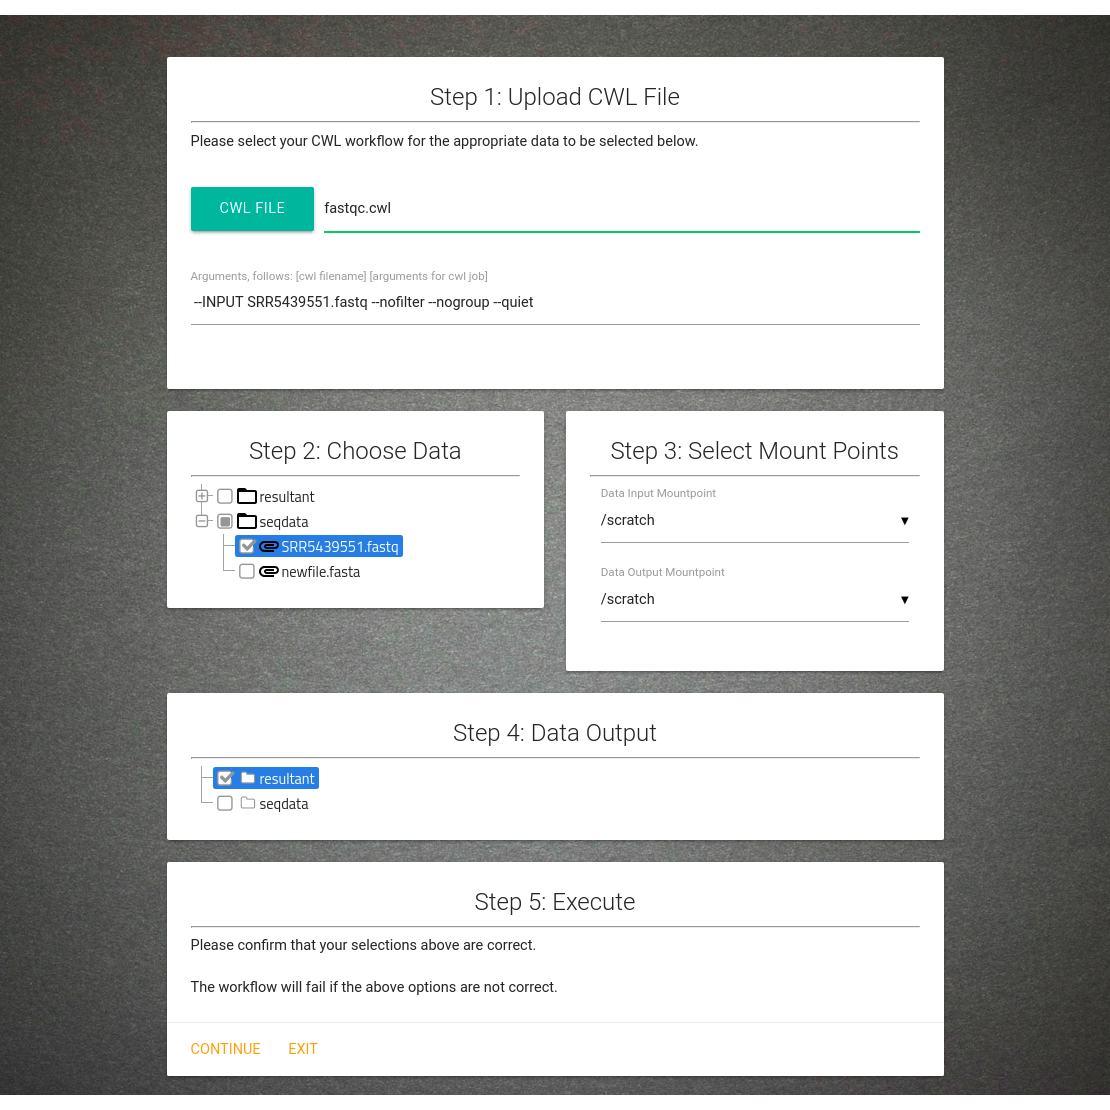 Step 1: Upload CWL File
Please select your CWL workflow for the appropriate data to be selected below.
CWL FILE
fastqc.cwl
Arguments, follows: [cwl filename] [arguments for cwl job]
--INPUT SRR5439551.fastq --nofilter --nogroup --quiet
Step 2: Choose Data
resultant
seqdata
SRR5439551.fastq
newfile.fasta
Step 3: Select Mount Points
Data Input Mountpoint
/scratch
Data Output Mountpoint
/scratch
Step 4: Data Output
resultant
seqdata
Step 5: Execute
Please confirm that your selections above are correct.
The workflow will fail if the above options are not correct.
CONTINUE EXIT